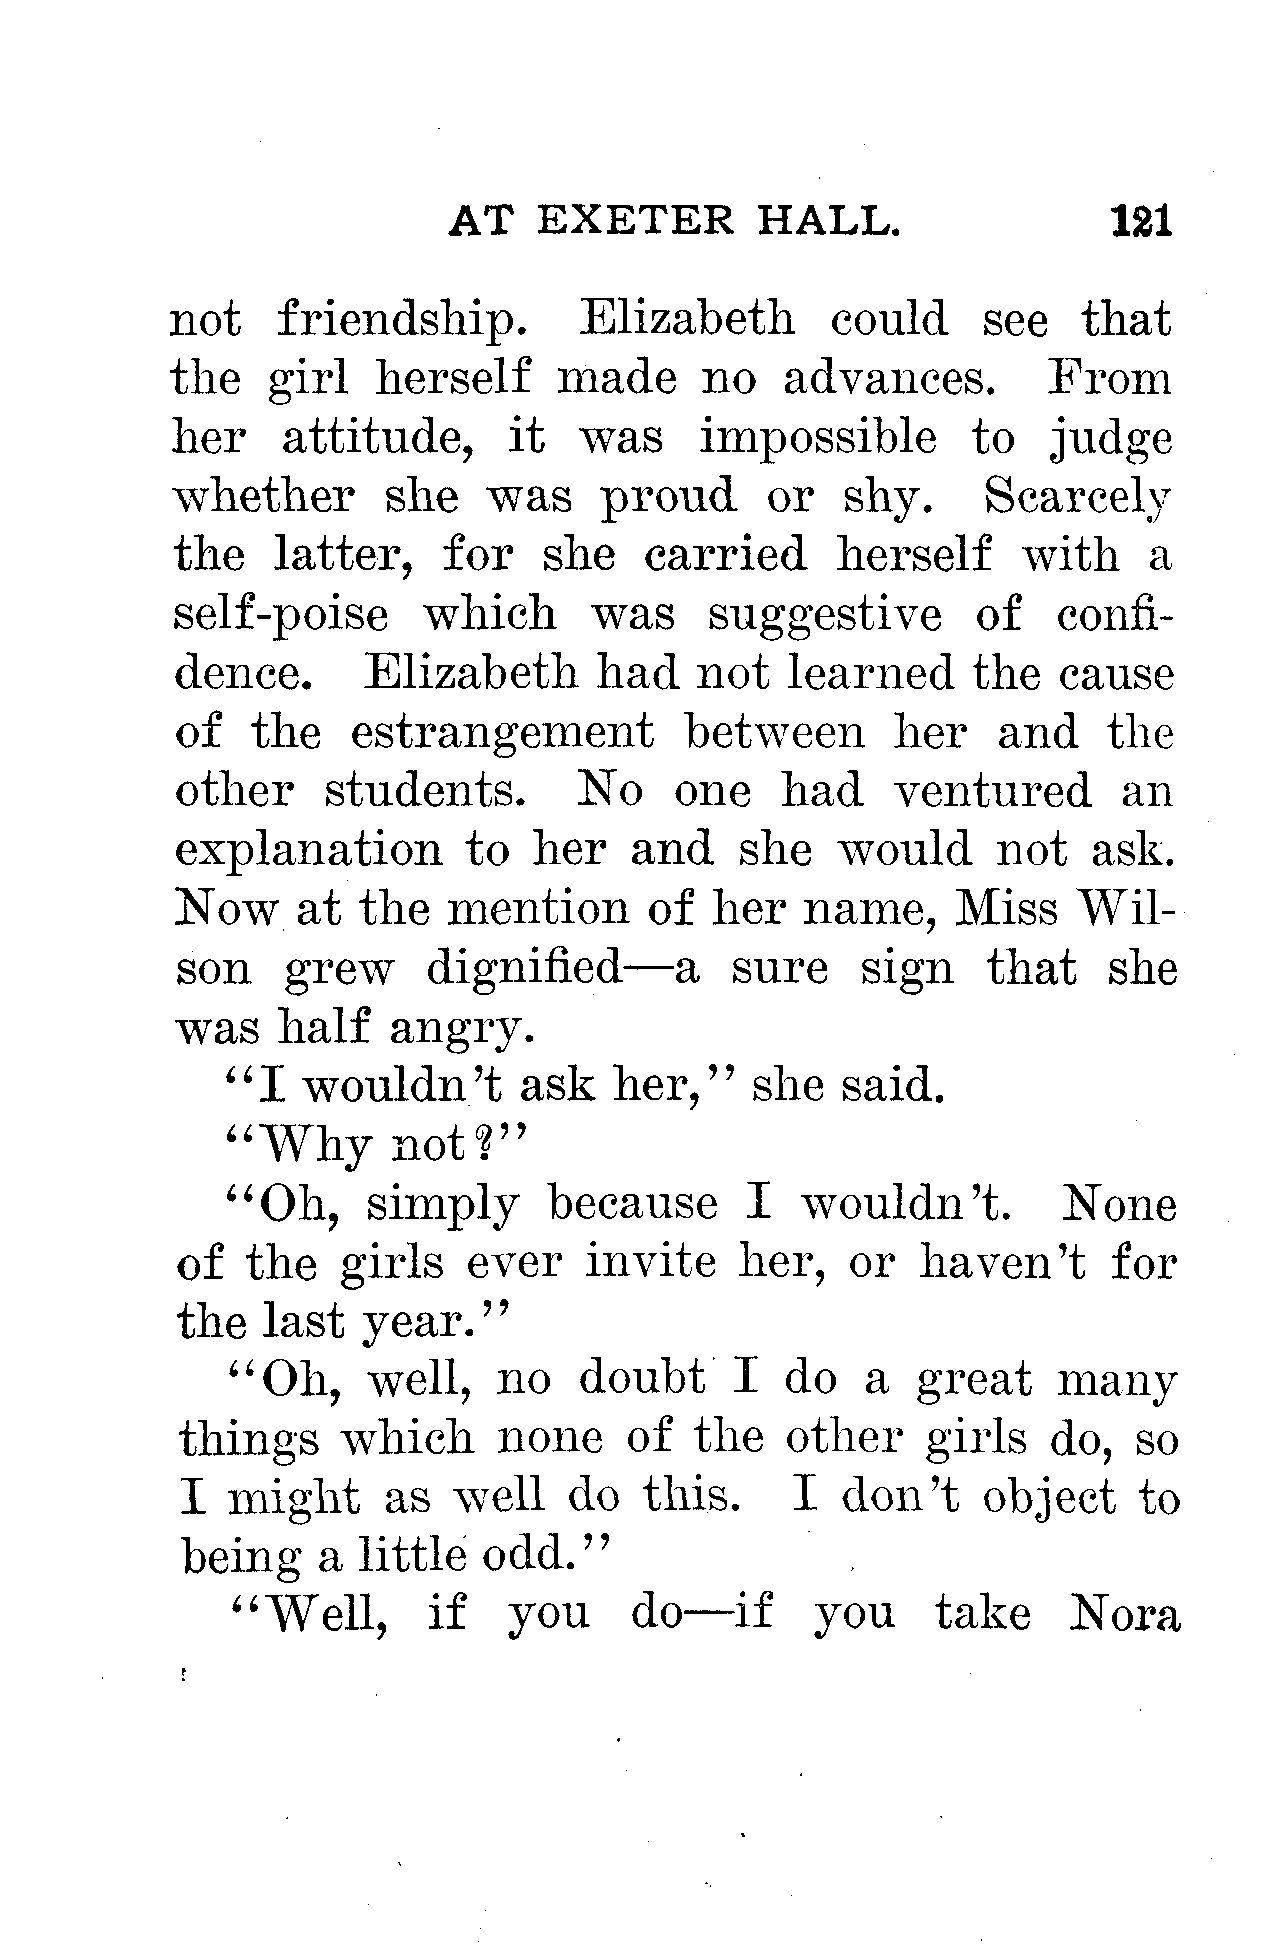 AT EXETER HALL. 121
not friendship. Elizabeth could see that
the girl herself made no advances. From
her attitude, it was impossible to judge
whether she was proud or shy. Scarcely
the latter, for she carried herself with a
self-poise which was suggestive of confi-
dence. Elizabeth had not learned the cause
of the estrangement between her and the
other students. No one had ventured an
explanation to her and she would not ask.
Now at the mention of her name, Miss Wil-
son grew dignified—a sure sign that she
was half angry.
"I wouldn't ask her," she said.
"Why not?"
"Oh, simply because I wouldn't. None
of the girls ever invite her, or haven't for
the last year."
"Oh, well, no doubt I do a great many
things which none of the other girls do, so
I might as well do this. I don't object to
being a little odd."
"Well, if you do—if you take Nora